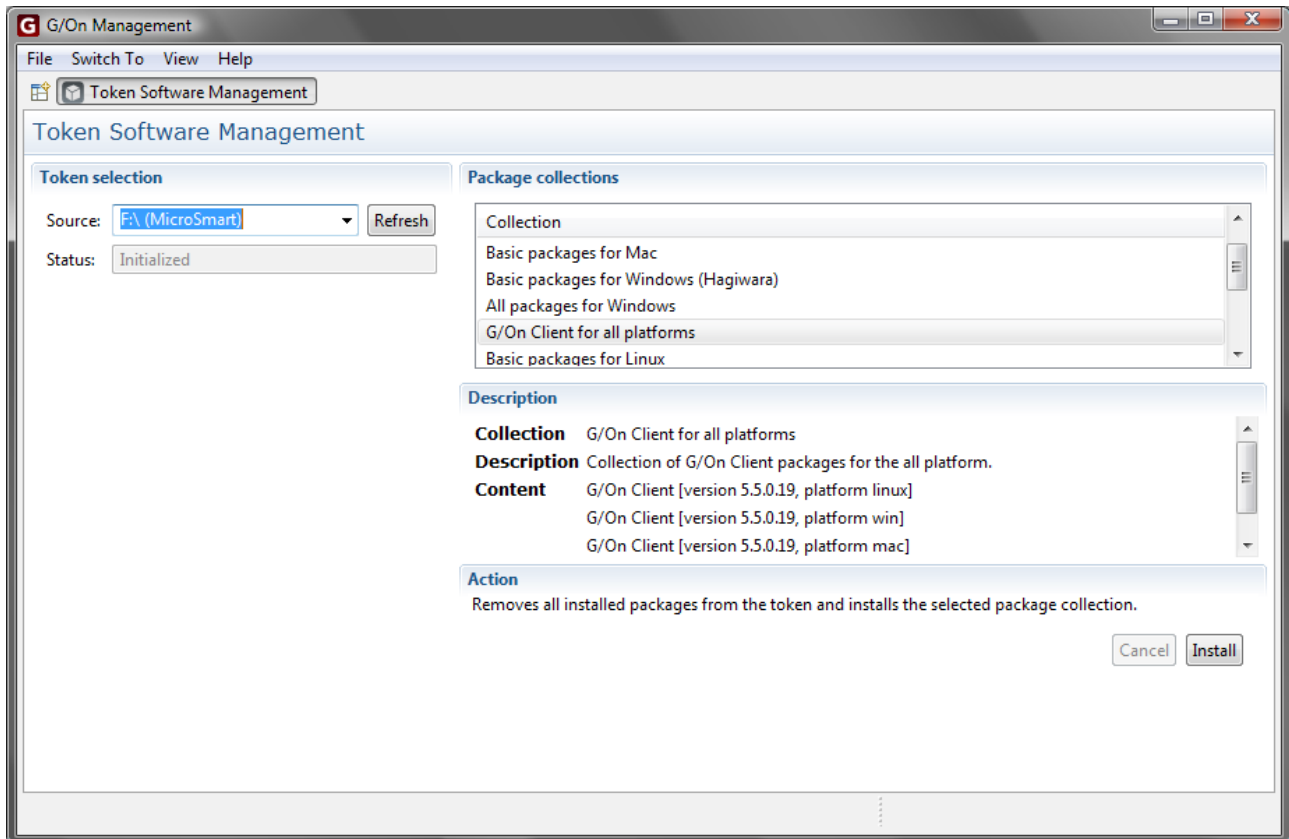 G G/On Management
File Switch To View Help
Token Software Management
Token Software Management
Token selection
Source: F:\ (MicroSmart) Refresh
Status: Initialized
Package collections
Collection
Basic packages for Mac
Basic packages for Windows (Hagiwara)
All packages for Windows
G/On Client for all platforms
Basic packages for Linux
Description
Collection G/On Client for all platforms
Description Collection of G/On Client packages for the all platform.
Content G/On Client [version 5.5.0.19, platform linux]
G/On Client [version 5.5.0.19, platform win]
G/On Client [version 5.5.0.19, platform mac]
Action
Removes all installed packages from the token and installs the selected package collection.
Cancel Install